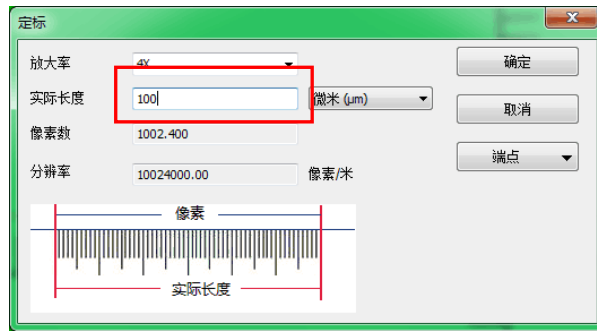 定标
放大率 4X
实际长度 100 微米 (μm)
像素数 1002.400
分辨率 10024000.00 像素/米
确定
取消
端点
像素
实际长度